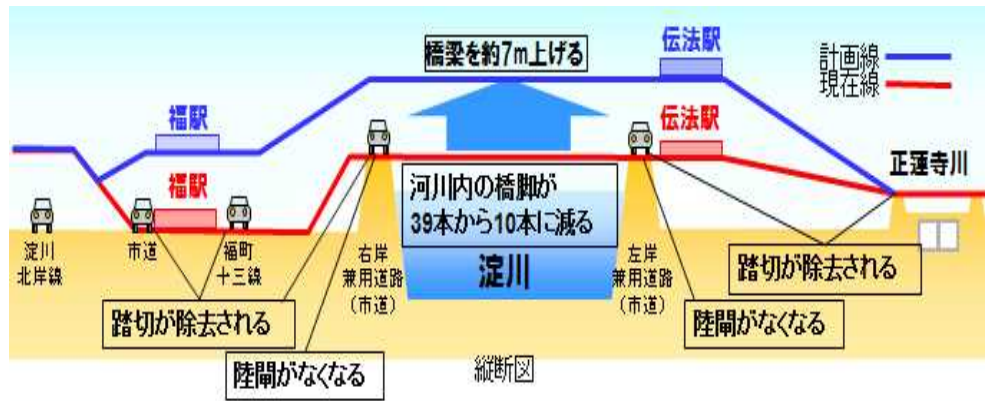 橋梁を約7m上げる
伝法駅
計画線
現在線
福駅
福駅
伝法駅
正蓮寺川
河川内の橋脚が
39本から10本に減る
淀川
淀川
北岸線
市道
福町
十三線
右岸
兼用道路
(市道)
左岸
兼用道路
(市道)
踏切が除去される
踏切が除去される
陸閘がなくなる
陸閘がなくなる
縦断図